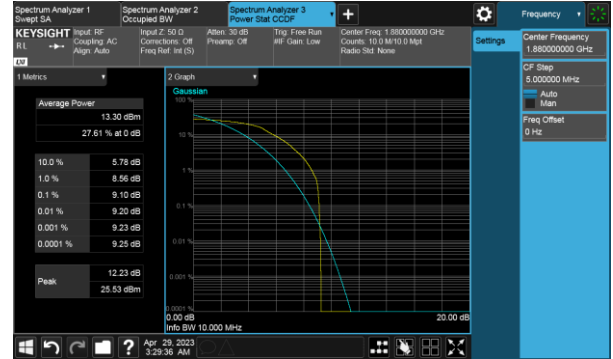 Spectrum Analyzer 1
Swept SA
Spectrum Analyzer 2
Occupied BW
Spectrum Analyzer 3
Power Stat CCDF
Frequency
KEYSIGHT
RL
Input: RF
Coupling: AC
Align: Auto
Input Z: 50 Ω
Corrections: Off
Freq Ref: Int (S)
Atten: 30 dB
Preamp: Off
Trig: Free Run
#IF Gain: Low
Center Freq: 1.880000000 GHz
Counts: 10.0 M/10.0 Mpt
Radio Std: None
LXI
Settings
Center Frequency
1.880000000 GHz
CF Step
5.000000 MHz
Auto
Man
Freq Offset
0 Hz
1 Metrics
Average Power
13.30 dBm
27.61 % at 0 dB
10.0 % 5.78 dB
1.0 % 8.56 dB
0.1 % 9.10 dB
0.01 % 9.20 dB
0.001 % 9.23 dB
0.0001 % 9.25 dB
Peak
12.23 dB
25.53 dBm
2 Graph
Gaussian
100 %
10 %
1 %
0.1 %
0.01 %
0.001 %
0.0001 %
0.00 dB
20.00 dB
Info BW 10.000 MHz
?
Apr 29, 2023
3:29:36 AM